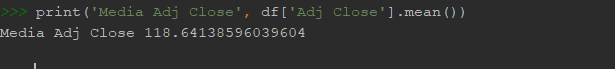 >>> print('Media Adj Close', df['Adj Close'].mean())
Media Adj Close 118.64138596039604